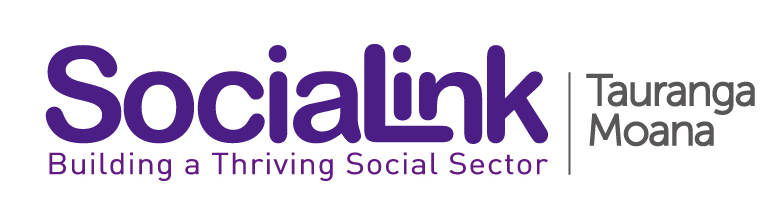 SociaLink
Building a Thriving Social Sector
Tauranga
Moana